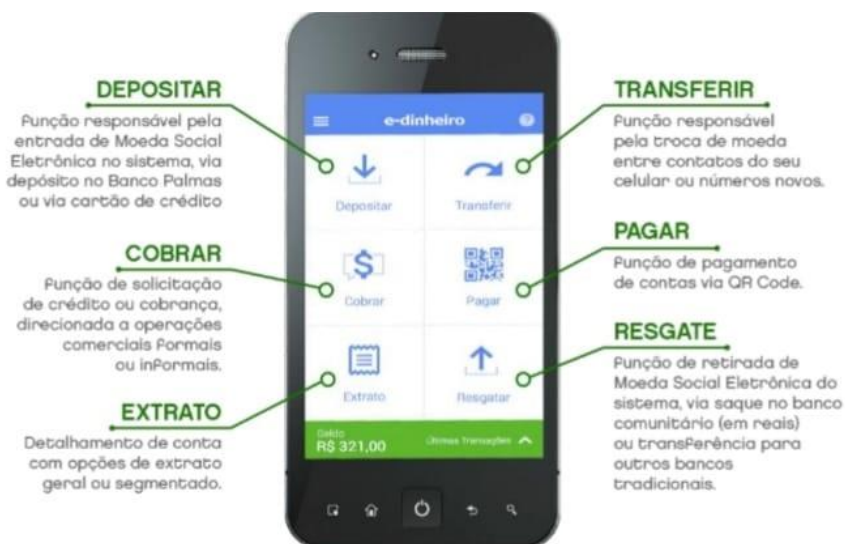 DEPOSITAR
Função responsável pela
entrada de Moeda Social
Eletrônica no sistema, via
depósito no Banco Palmas
ou via cartão de crédito
COBRAR
Função de solicitação
de crédito ou cobrança,
direcionada a operações
comerciais formais
ou informais.
EXTRATO
Detalhamento de conta
com opções de extrato
geral ou segmentado.
e-dinheiro
?
Depositar
Transferir
$
Cobrar
Pagar
Extrato
Resgatar
Saldo
R$ 321,00
Últimas Transações
TRANSFERIR
Função responsável
pela troca de moeda
entre contatos do seu
celular ou números novos.
PAGAR
Função de pagamento
de contas via QR Code.
RESGATE
Função de retirada de
Moeda Social Eletrônica do
sistema, via saque no banco
comunitário (em reais)
ou transferência para
outros bancos
tradicionais.